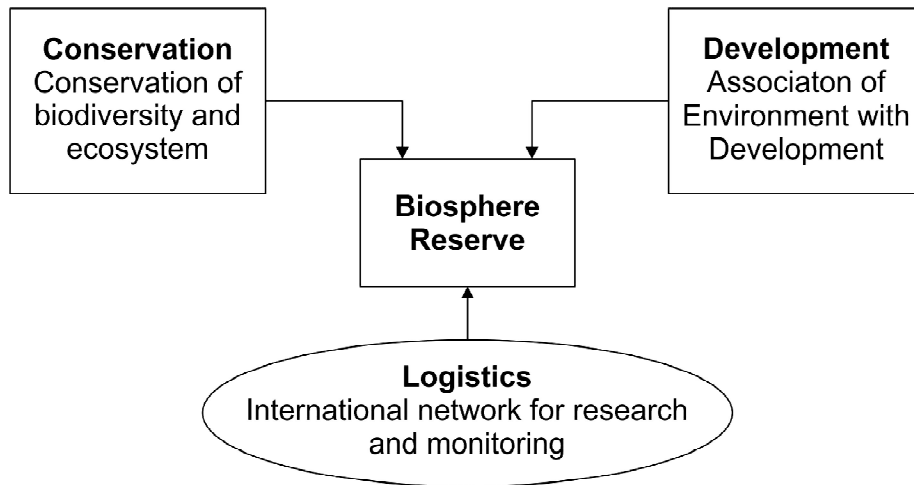 Conservation
Conservation of
biodiversity and
ecosystem
Development
Associaton of
Environment with
Development
Biosphere
Reserve
Logistics
International network for research
and monitoring